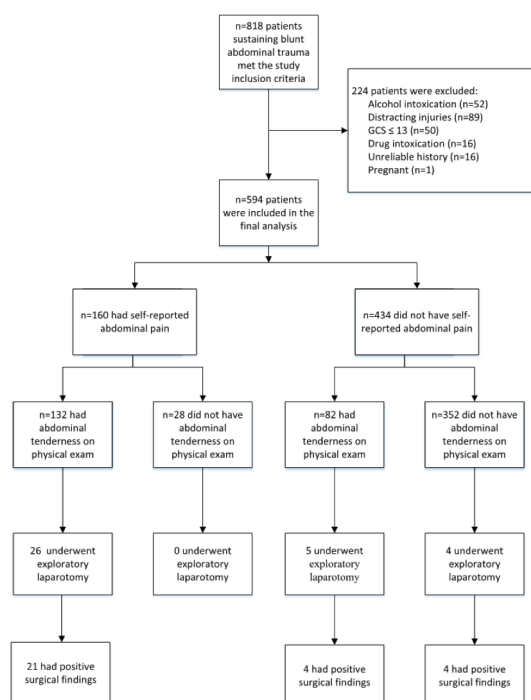 n=818 patients
sustaining blunt
abdominal trauma
met the study
inclusion criteria
224 patients were excluded:
Alcohol intoxication (n=52)
Distracting injuries (n=89)
GCS ≤ 13 (n=50)
Drug intoxication (n=16)
Unreliable history (n=16)
Pregnant (n=1)
n=594 patients
were included in the
final analysis
n=160 had self-reported
abdominal pain
n=434 did not have self-
reported abdominal pain
n=132 had
abdominal
tenderness on
physical exam
n=28 did not have
abdominal
tenderness on
physical exam
n=82 had
abdominal
tenderness on
physical exam
n=352 did not have
abdominal
tenderness on
physical exam
26 underwent
exploratory
laparotomy
0 underwent
exploratory
laparotomy
5 underwent
exploratory
laparotomy
4 underwent
exploratory
laparotomy
21 had positive
surgical findings
4 had positive
surgical findings
4 had positive
surgical findings